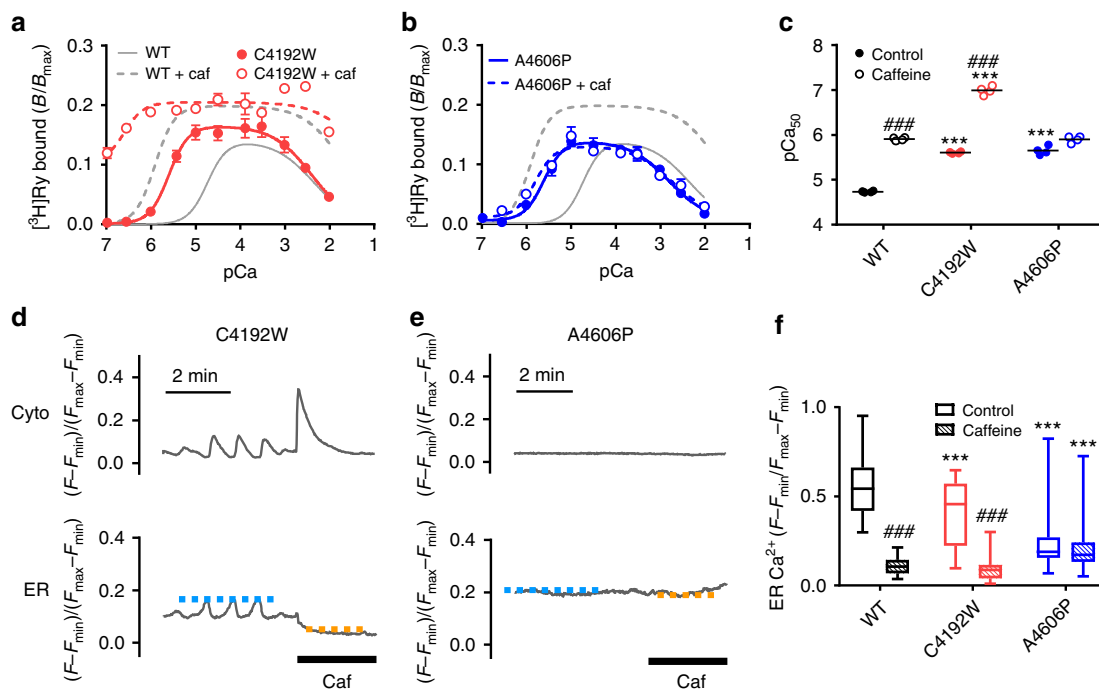 a
[³H]Ry bound (B/Bmax)
0.3
0.2
0.1
0.0
WT
WT + caf
C4192W
C4192W + caf
7 6 5 4 3 2 1
pCa
b
[³H]Ry bound (B/Bmax)
0.3
0.2
0.1
0.0
A4606P
A4606P + caf
7 6 5 4 3 2 1
pCa
c
pCa50
8
7
6
5
4
Control
Caffeine
###
***
###
***
***
WT
C4192W
A4606P
d
C4192W
Cyto
(F–Fmin)/(Fmax–Fmin)
0.4
0.2
0.0
2 min
ER
(F–Fmin)/(Fmax–Fmin)
0.4
0.2
0.0
Caf
e
A4606P
(F–Fmin)/(Fmax–Fmin)
0.4
0.2
0.0
2 min
(F–Fmin)/(Fmax–Fmin)
0.4
0.2
0.0
Caf
f
ER Ca²⁺ (F–Fmin/Fmax–Fmin)
1.0
0.5
0.0
Control
Caffeine
###
***
###
***
***
WT
C4192W
A4606P